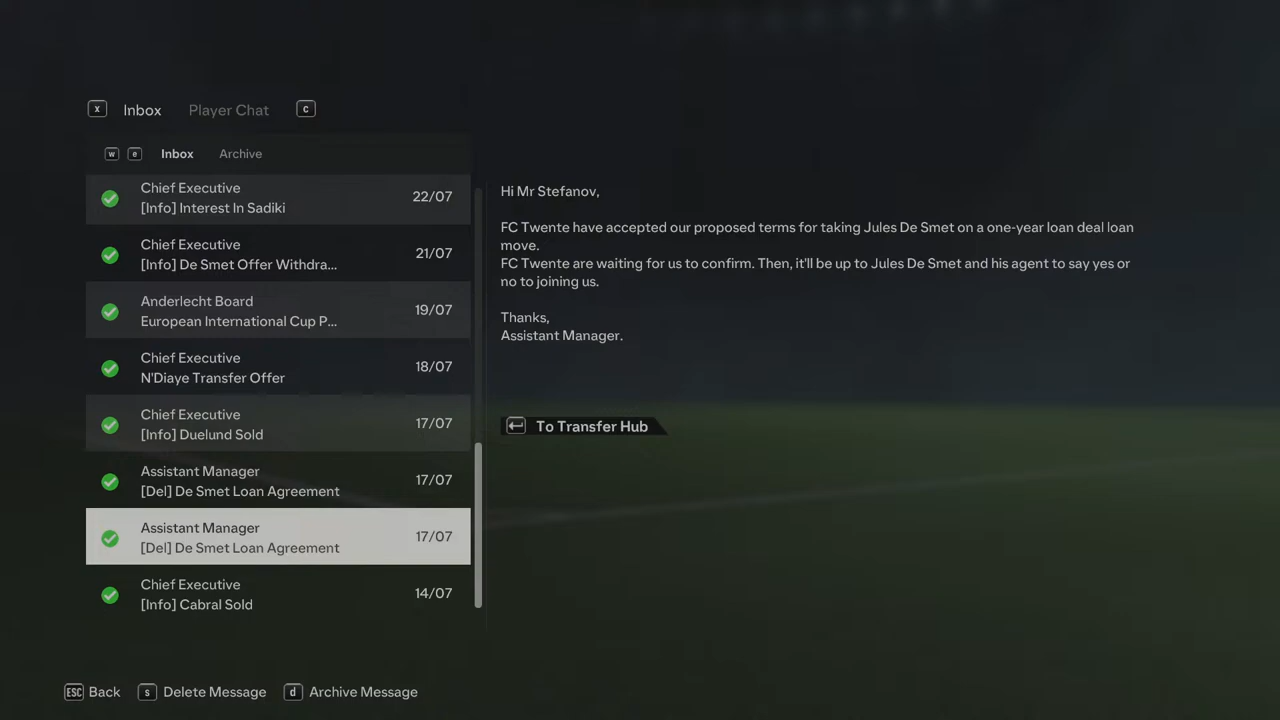 X Inbox Player Chat C
w e Inbox Archive
Chief Executive
[Info] Interest In Sadiki
22/07
Chief Executive
[Info] De Smet Offer Withdra...
21/07
Anderlecht Board
European International Cup P...
19/07
Chief Executive
N'Diaye Transfer Offer
18/07
Chief Executive
[Info] Duelund Sold
17/07
Assistant Manager
[Del] De Smet Loan Agreement
17/07
Assistant Manager
[Del] De Smet Loan Agreement
17/07
Chief Executive
[Info] Cabral Sold
14/07
Hi Mr Stefanov,
FC Twente have accepted our proposed terms for taking Jules De Smet on a one-year loan deal loan
move.
FC Twente are waiting for us to confirm. Then, it'll be up to Jules De Smet and his agent to say yes or
no to joining us.
Thanks,
Assistant Manager.
To Transfer Hub
ESC Back s Delete Message d Archive Message